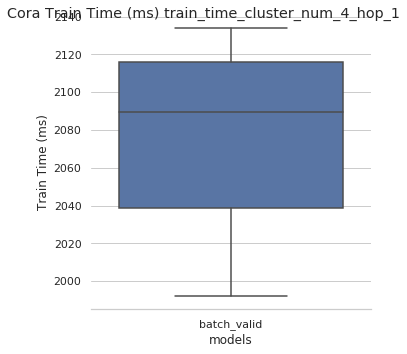 Cora Train Time (ms) train_time_cluster_num_4_hop_1
2140
2120
2100
2080
2060
2040
2020
2000
Train Time (ms)
batch_valid
models